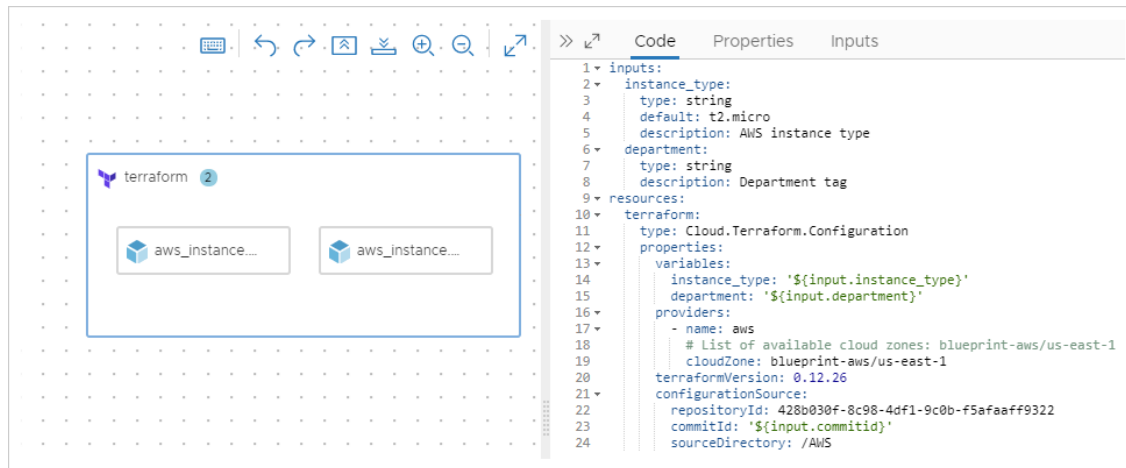 Code Properties Inputs
terraform 2
aws_instance.... aws_instance....
1 inputs:
2 instance_type:
3 type: string
4 default: t2.micro
5 description: AWS instance type
6 department:
7 type: string
8 description: Department tag
9 resources:
10 terraform:
11 type: Cloud.Terraform.Configuration
12 properties:
13 variables:
14 instance_type: '${input.instance_type}'
15 department: '${input.department}'
16 providers:
17 - name: aws
18 # List of available cloud zones: blueprint-aws/us-east-1
19 cloudZone: blueprint-aws/us-east-1
20 terraformVersion: 0.12.26
21 configurationSource:
22 repositoryId: 428b030f-8c98-4df1-9c0b-f5afaaff9322
23 commitId: '${input.commitid}'
24 sourceDirectory: /AWS